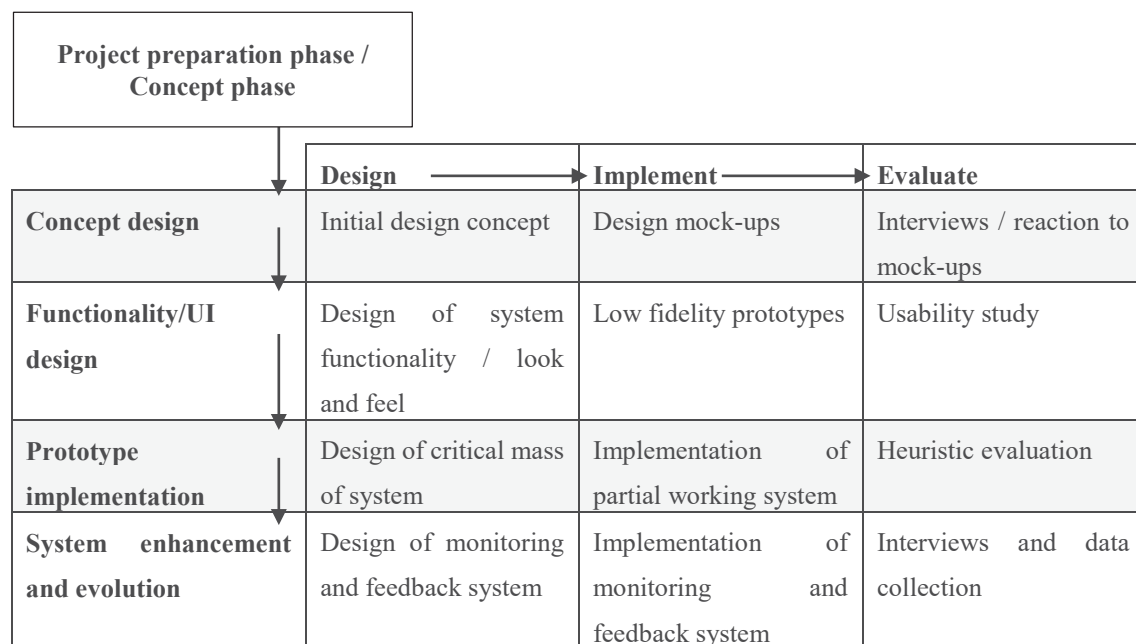 Project preparation phase /
Concept phase
Design
Implement
Evaluate
Concept design
Initial design concept
Design mock-ups
Interviews / reaction to
mock-ups
Functionality/UI
design
Design of system
functionality / look
and feel
Low fidelity prototypes
Usability study
Prototype
implementation
Design of critical mass
of system
Implementation of
partial working system
Heuristic evaluation
System enhancement
and evolution
Design of monitoring
and feedback system
Implementation of
monitoring and
feedback system
Interviews and data
collection